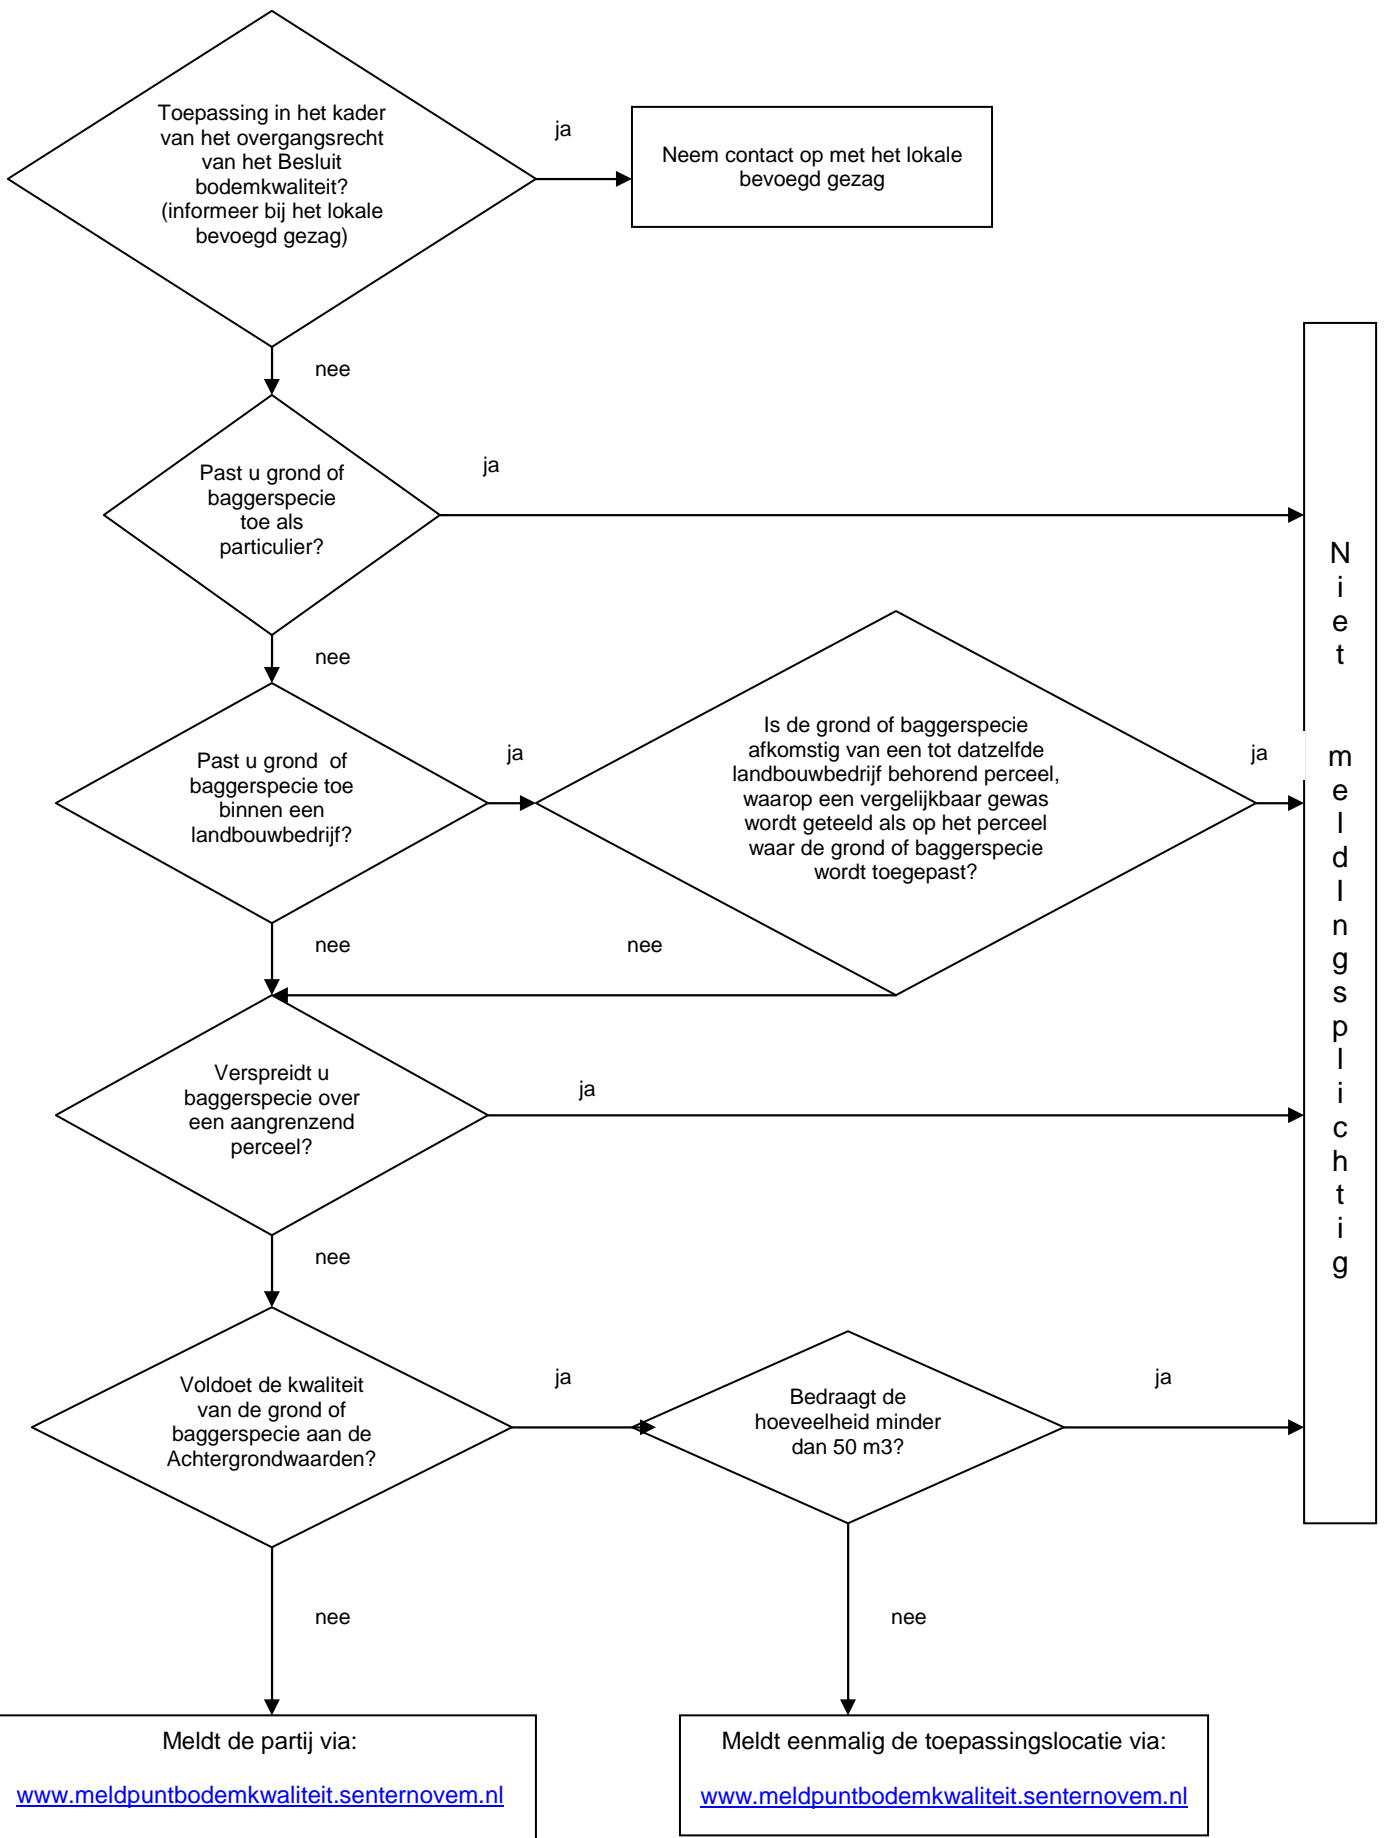 Toepassing in het kader
van het overgangsrecht
van het Besluit
bodemkwaliteit?
(informeer bij het lokale
bevoegd gezag)
ja
Neem contact op met het lokale
bevoegd gezag
nee
Past u grond of
baggerspecie
toe als
particulier?
ja
nee
Past u grond  of
baggerspecie toe
binnen een
landbouwbedrijf?
ja
Is de grond of baggerspecie
afkomstig van een tot datzelfde
landbouwbedrijf behorend perceel,
waarop een vergelijkbaar gewas
wordt geteeld als op het perceel
waar de grond of baggerspecie
wordt toegepast?
ja
nee
nee
Verspreidt u
baggerspecie over
een aangrenzend
perceel?
ja
nee
Voldoet de kwaliteit
van de grond of
baggerspecie aan de
Achtergrondwaarden?
ja
Bedraagt de
hoeveelheid minder
dan 50 m3?
ja
nee
nee
Meldt de partij via:
www.meldpuntbodemkwaliteit.senternovem.nl
Meldt eenmalig de toepassingslocatie via:
www.meldpuntbodemkwaliteit.senternovem.nl
N
i
e
t
m
e
l
d
I
n
g
s
p
l
i
c
h
t
i
g